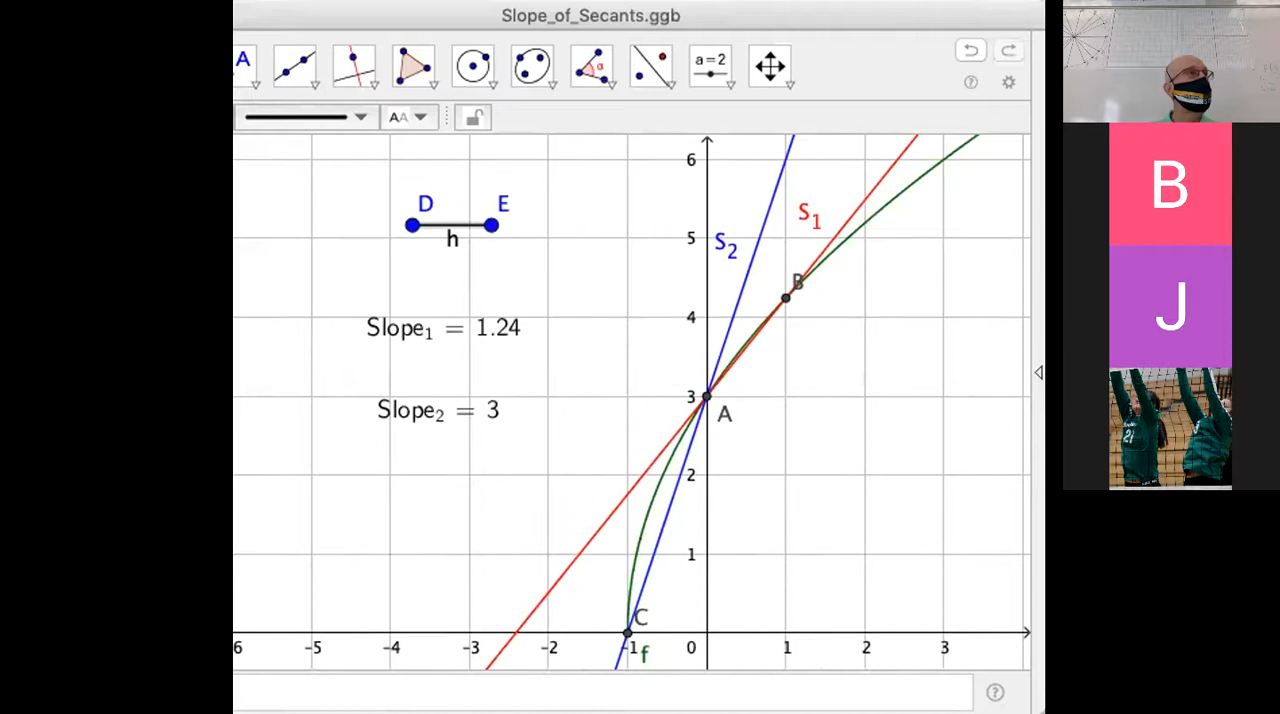 Slope_of_Secants.ggb
A
α
a=2
AA
6
D
E
h
S1
5
S2
B
Slope1 = 1.24
4
Slope2 = 3
3
A
2
1
C
6
-5
-4
-3
-2
-1
0
1
2
3
f
B
J
21